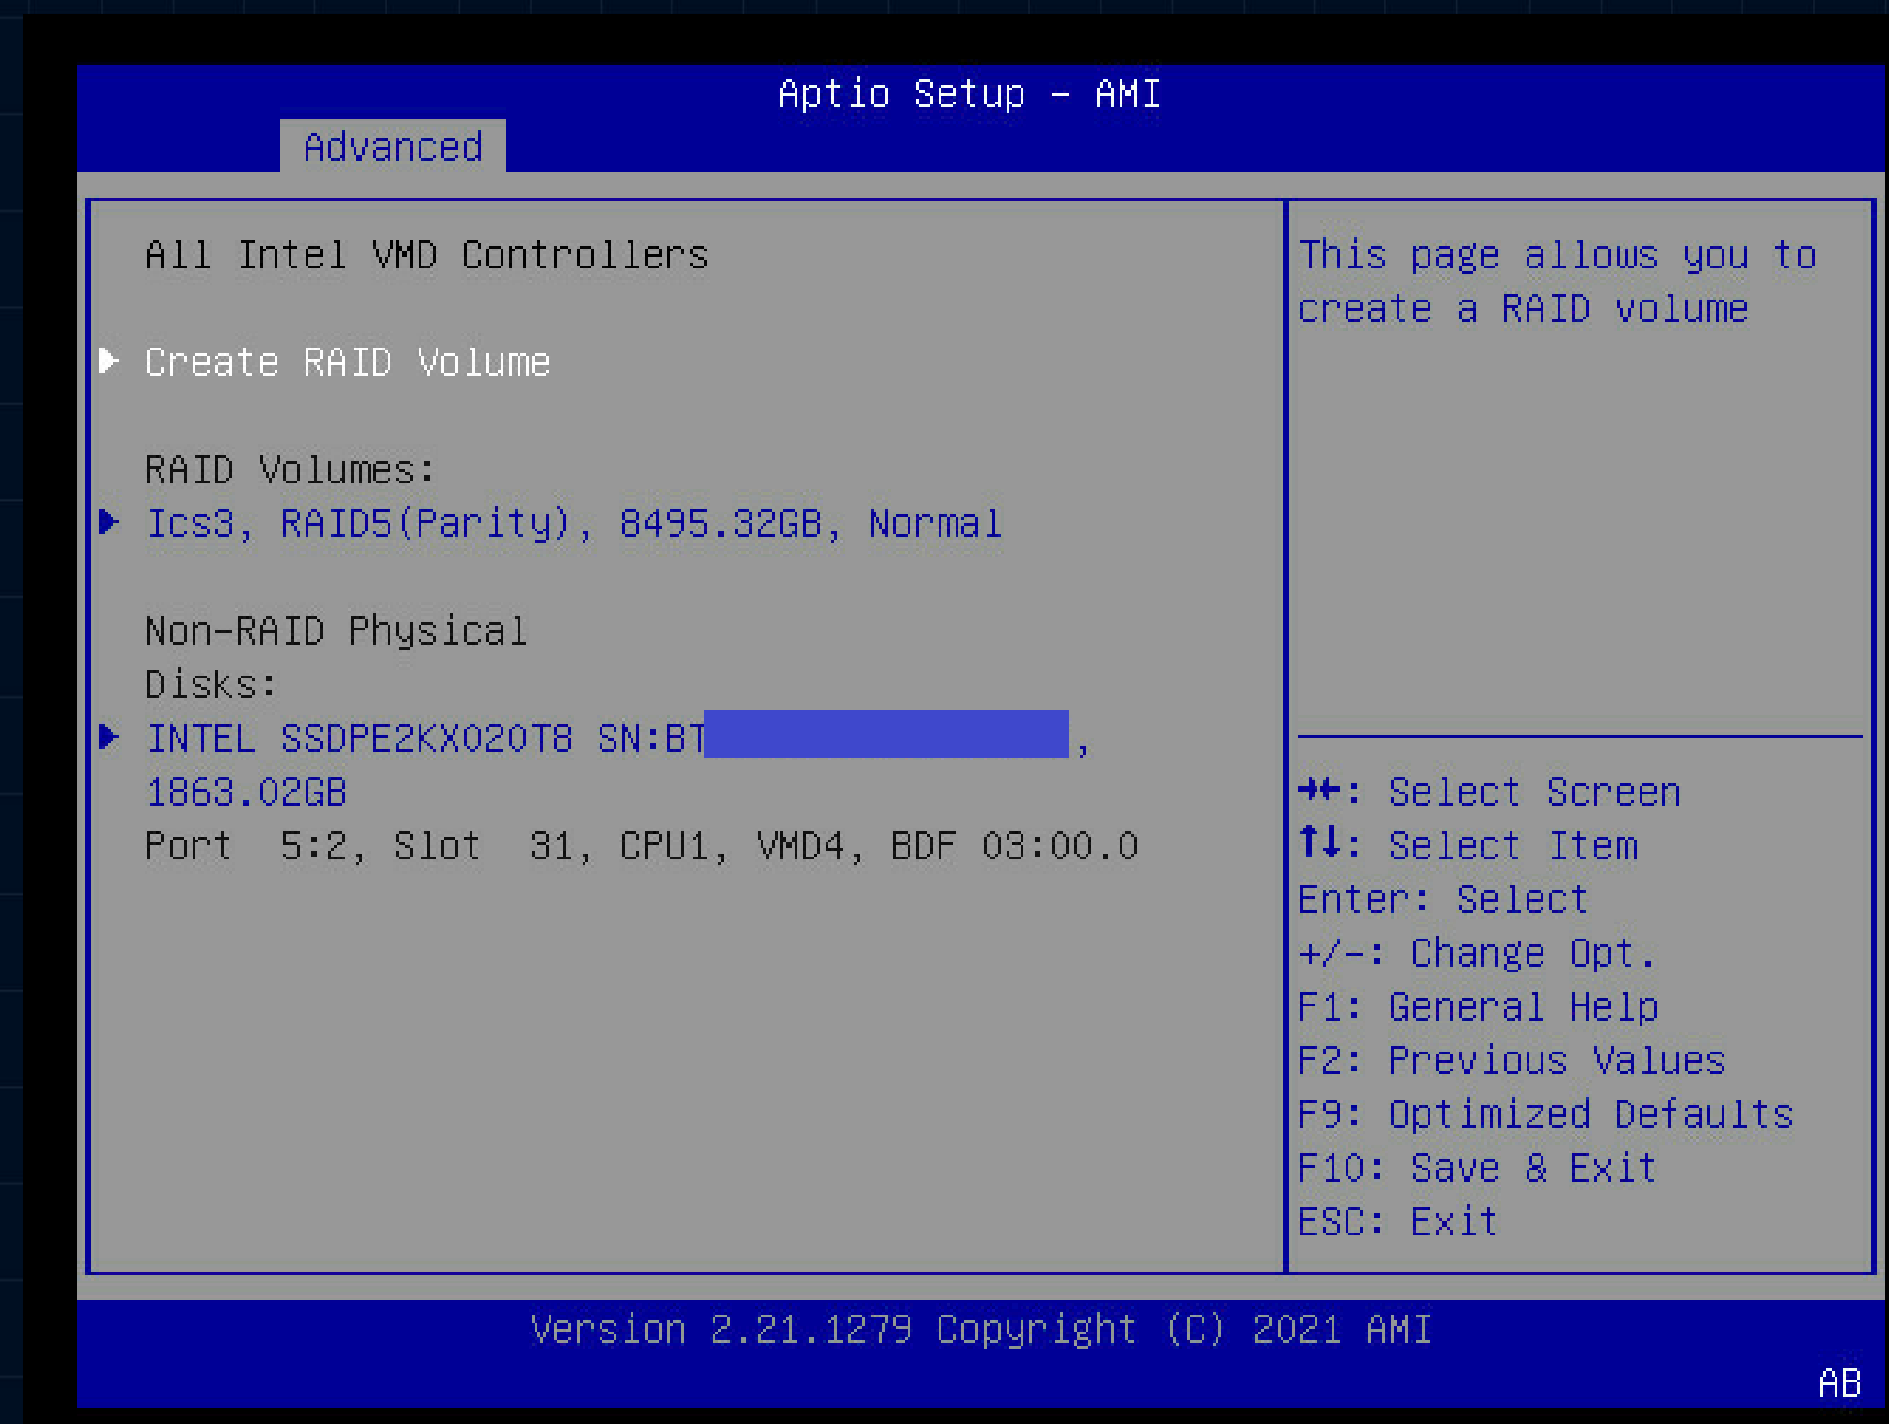 Aptio Setup – AMI
Advanced
All Intel VMD Controllers
Create RAID Volume
RAID Volumes:
Ics3, RAID5(Parity), 8495.32GB, Normal
Non-RAID Physical
Disks:
INTEL SSDPE2KX020T8 SN:BT ,
1863.02GB
Port 5:2, Slot 31, CPU1, VMD4, BDF 03:00.0
This page allows you to
create a RAID volume
→←: Select Screen
↑↓: Select Item
Enter: Select
+/-: Change Opt.
F1: General Help
F2: Previous Values
F9: Optimized Defaults
F10: Save & Exit
ESC: Exit
Version 2.21.1279 Copyright (C) 2021 AMI
AB